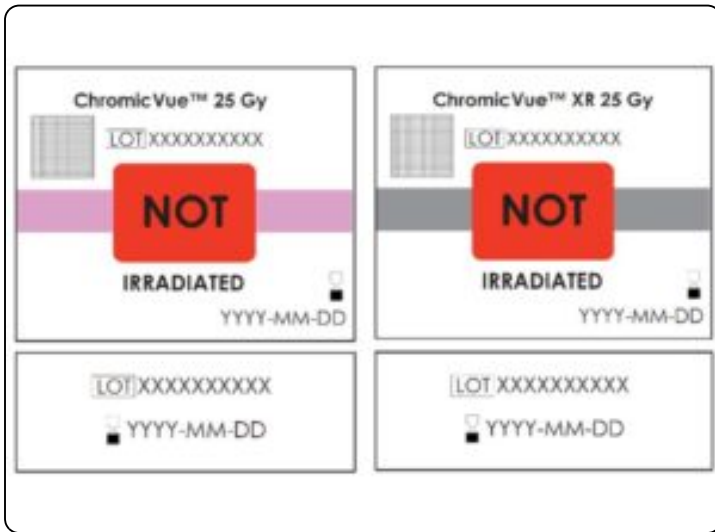 ChromicVue™ 25 Gy
LOT XXXXXXXXXX
NOT
IRRADIATED
YYYY-MM-DD
LOT XXXXXXXXXX
YYYY-MM-DD
ChromicVue™ XR 25 Gy
LOT XXXXXXXXXX
NOT
IRRADIATED
YYYY-MM-DD
LOT XXXXXXXXXX
YYYY-MM-DD